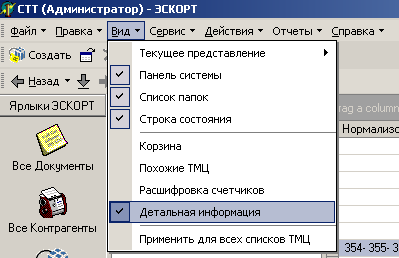 СТТ (Администратор) - ЭСКОРТ
Файл Правка Вид Сервис Действия Отчеты Справка
Создать
Назад
Ярлыки ЭСКОРТ
Все Документы
Все Контрагенты
Текущее представление
Панель системы
Список папок
Строка состояния
Корзина
Похожие ТМЦ
Расшифровка счетчиков
Детальная информация
Применить для всех списков ТМЦ
rag a column
Нормализо
354- 355- 3